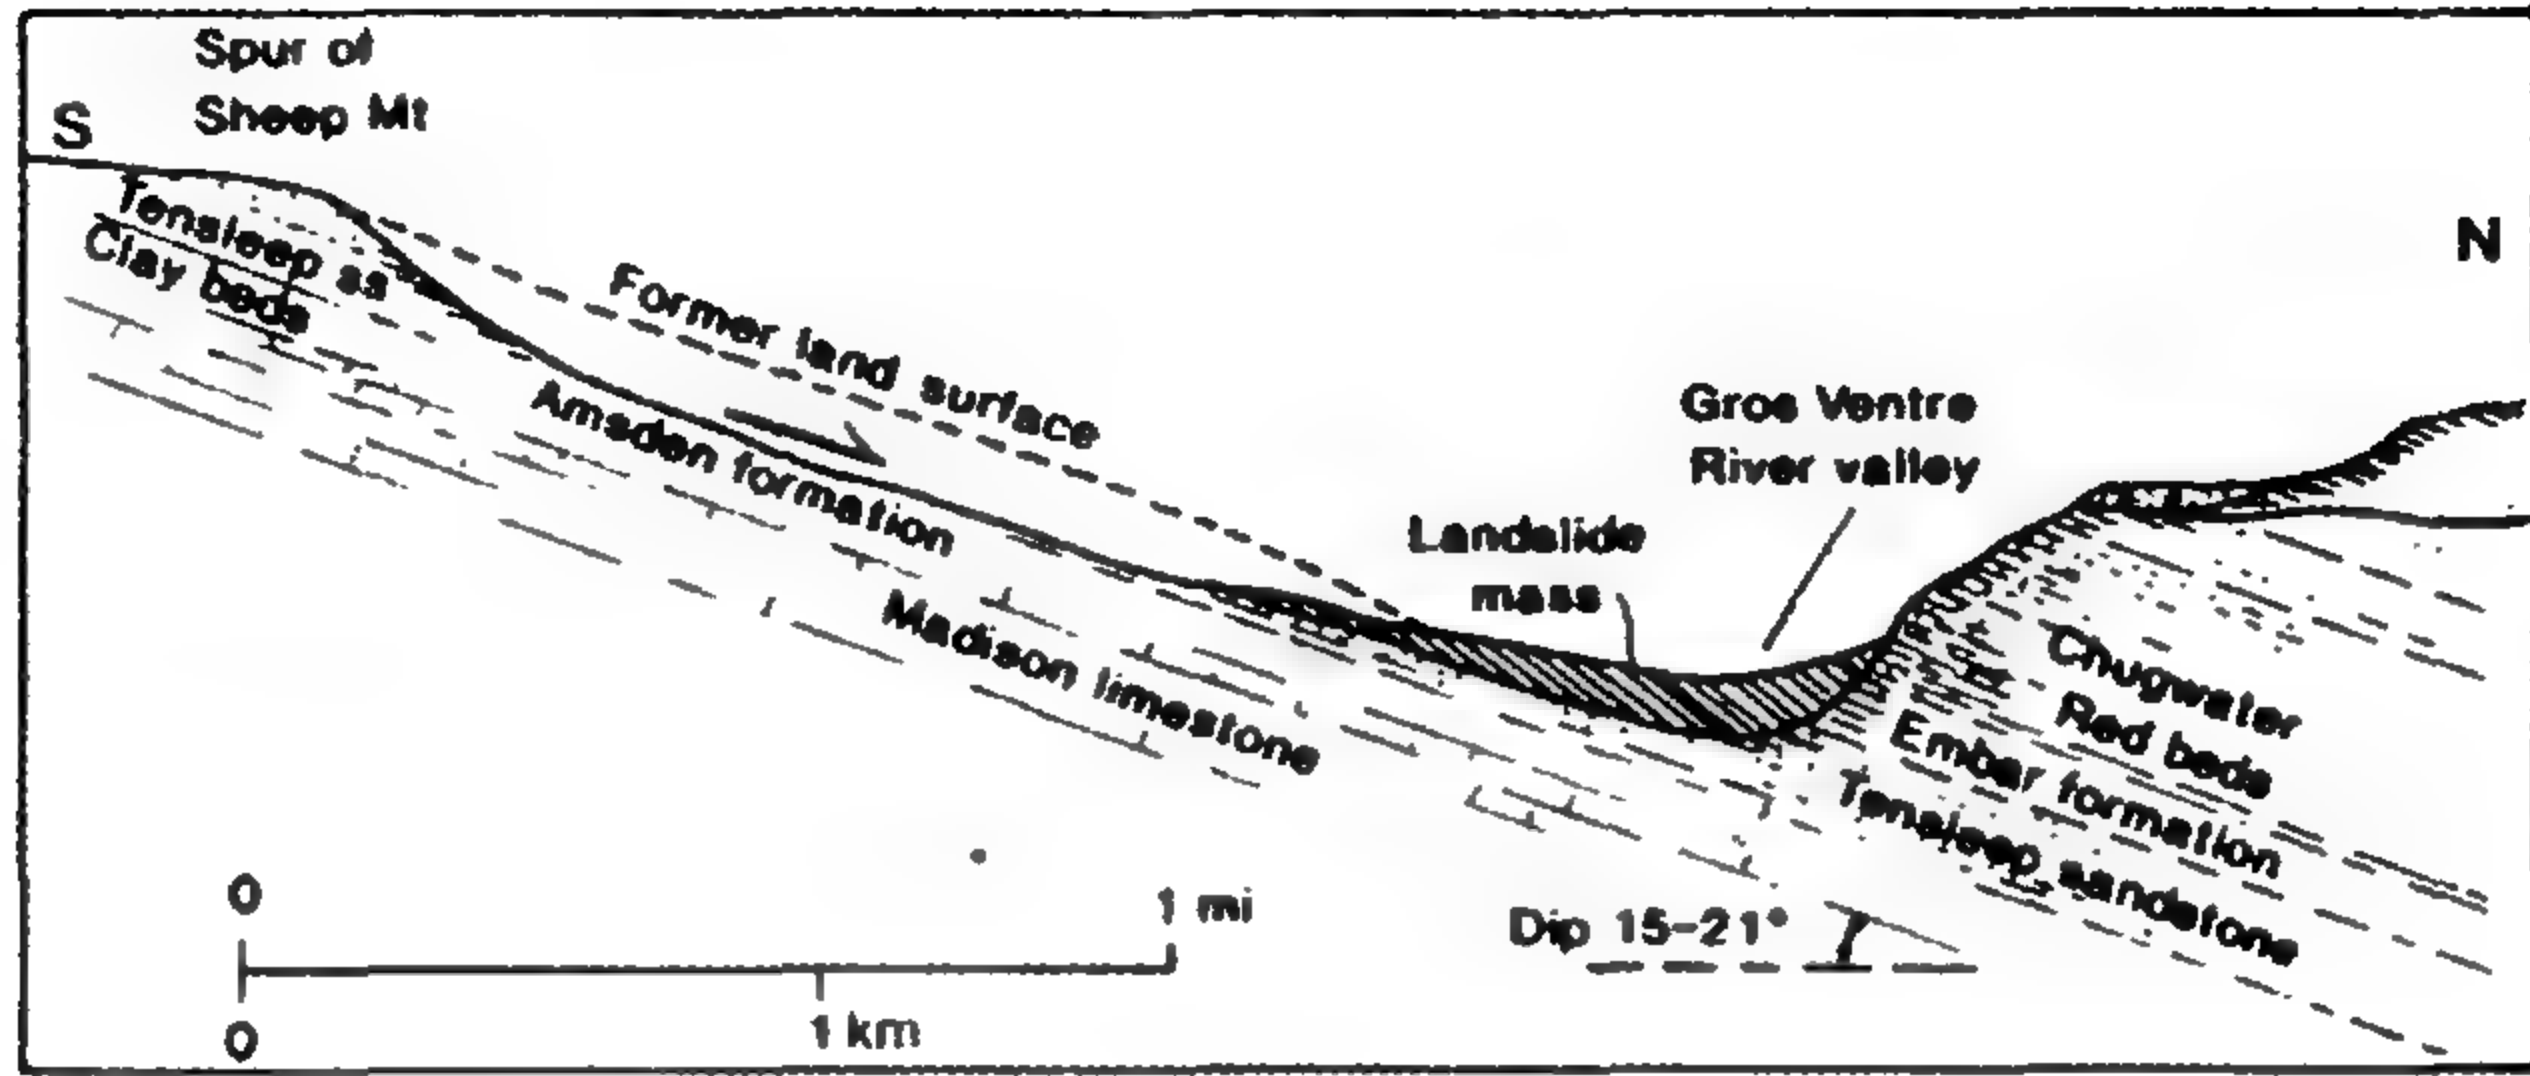 Spur of
Sheep Mt
S
N
Tensleep ss
Clay beds
Former land surface
Amsden formation
Madison limestone
Gros Ventre
River valley
Landslide
mass
Chugwater
Red beds
Embar formation
Tensleep sandstone
Dip 15-21°
0
1 mi
0
1 km